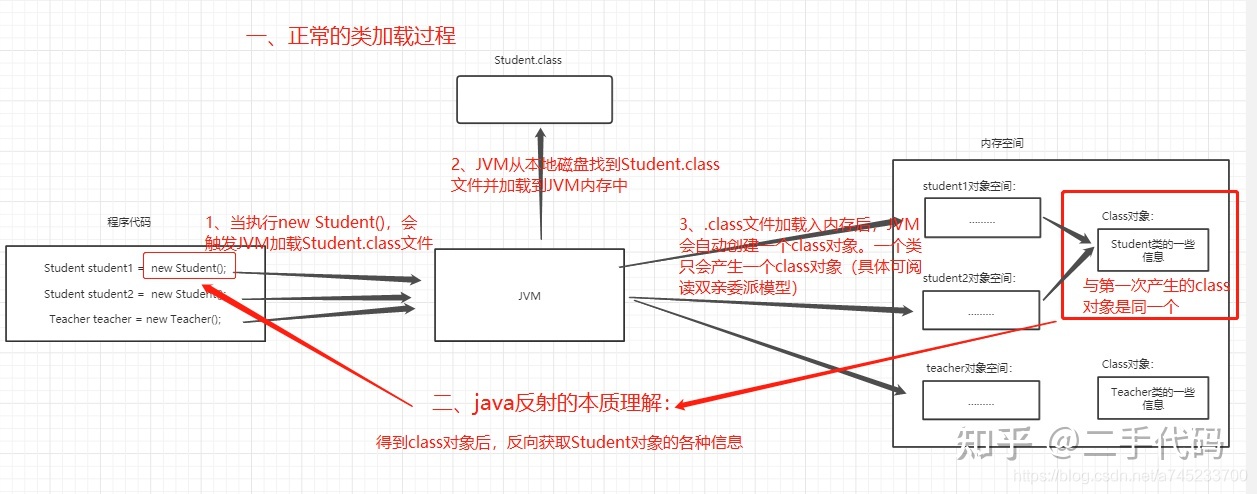 一、正常的类加载过程
Student.class
2、JVM从本地磁盘找到Student.class
文件并加载到JVM内存中
程序代码
1、当执行new Student()，会
触发JVM加载Student.class文件
Student student1 = new Student();
Student student2 = new Student();
Teacher teacher = new Teacher();
JVM
3、.class文件加载入内存后，JVM
会自动创建一个class对象。一个类
只会产生一个class对象（具体可阅
读双亲委派模型）
内存空间
student1对象空间：
.........
student2对象空间：
.........
teacher对象空间：
.........
Class对象：
Student类的一些
信息
与第一次产生的class
对象是同一个
Class对象：
Teacher类的一些
信息
二、java反射的本质理解：
得到class对象后，反向获取Student对象的各种信息
知乎 @二手代码
https://blog.csdn.net/a745233700